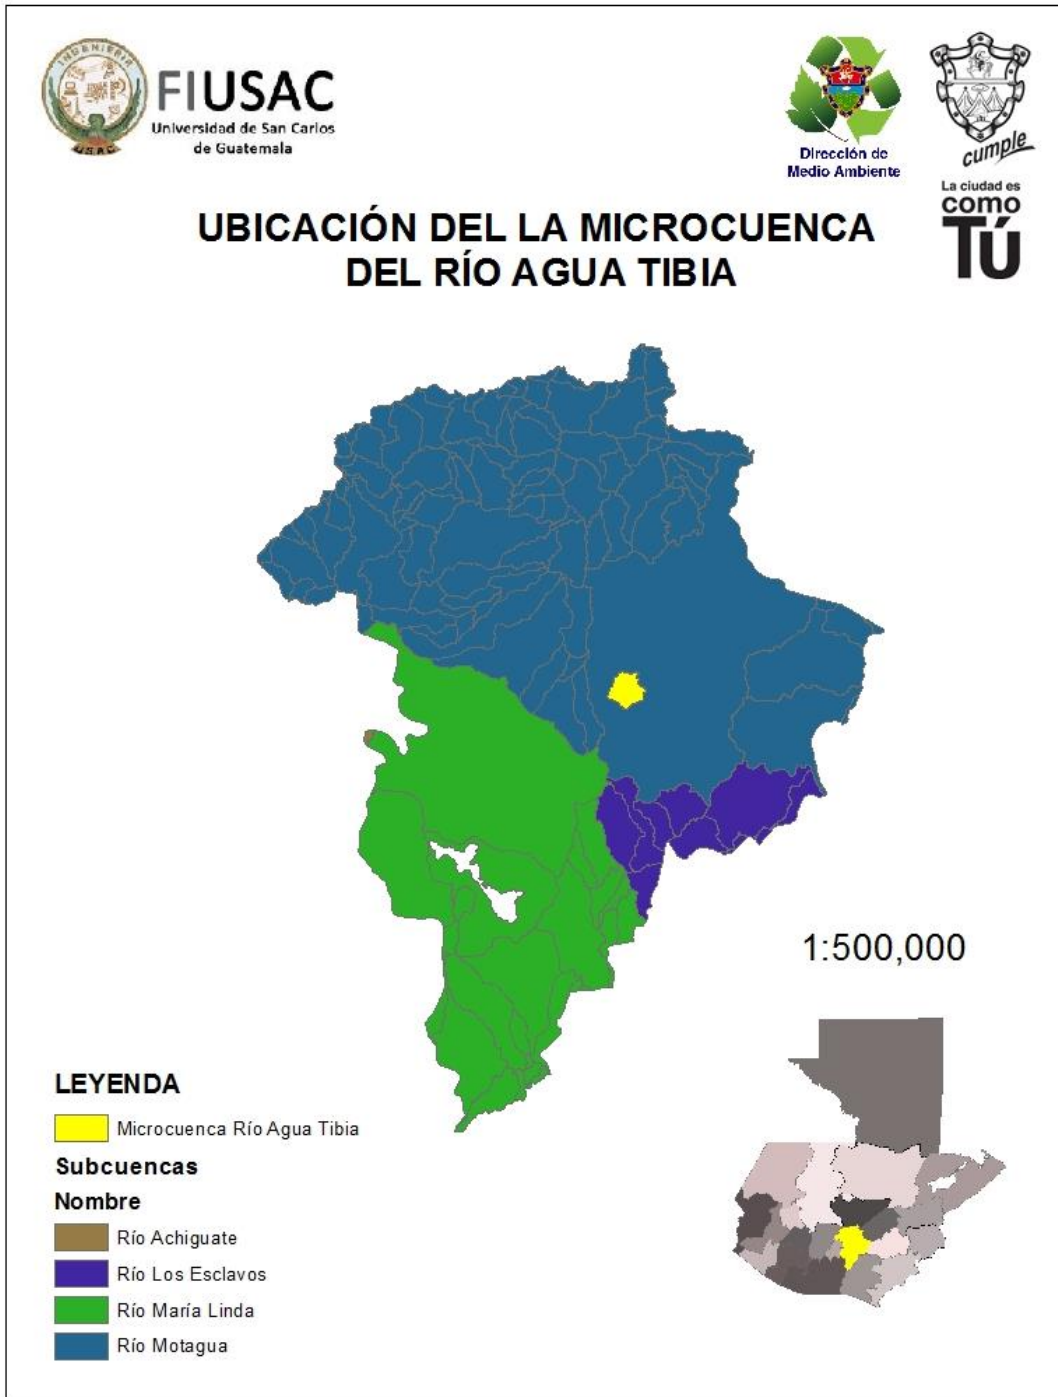 INGENIERIA
U.S.A.C.
FIUSAC
Universidad de San Carlos
de Guatemala
Dirección de
Medio Ambiente
cumple
La ciudad es
como
Tú
UBICACIÓN DEL LA MICROCUENCA
DEL RÍO AGUA TIBIA
1:500,000
LEYENDA
Microcuenca Río Agua Tibia
Subcuencas
Nombre
Río Achiguate
Río Los Esclavos
Río María Linda
Río Motagua